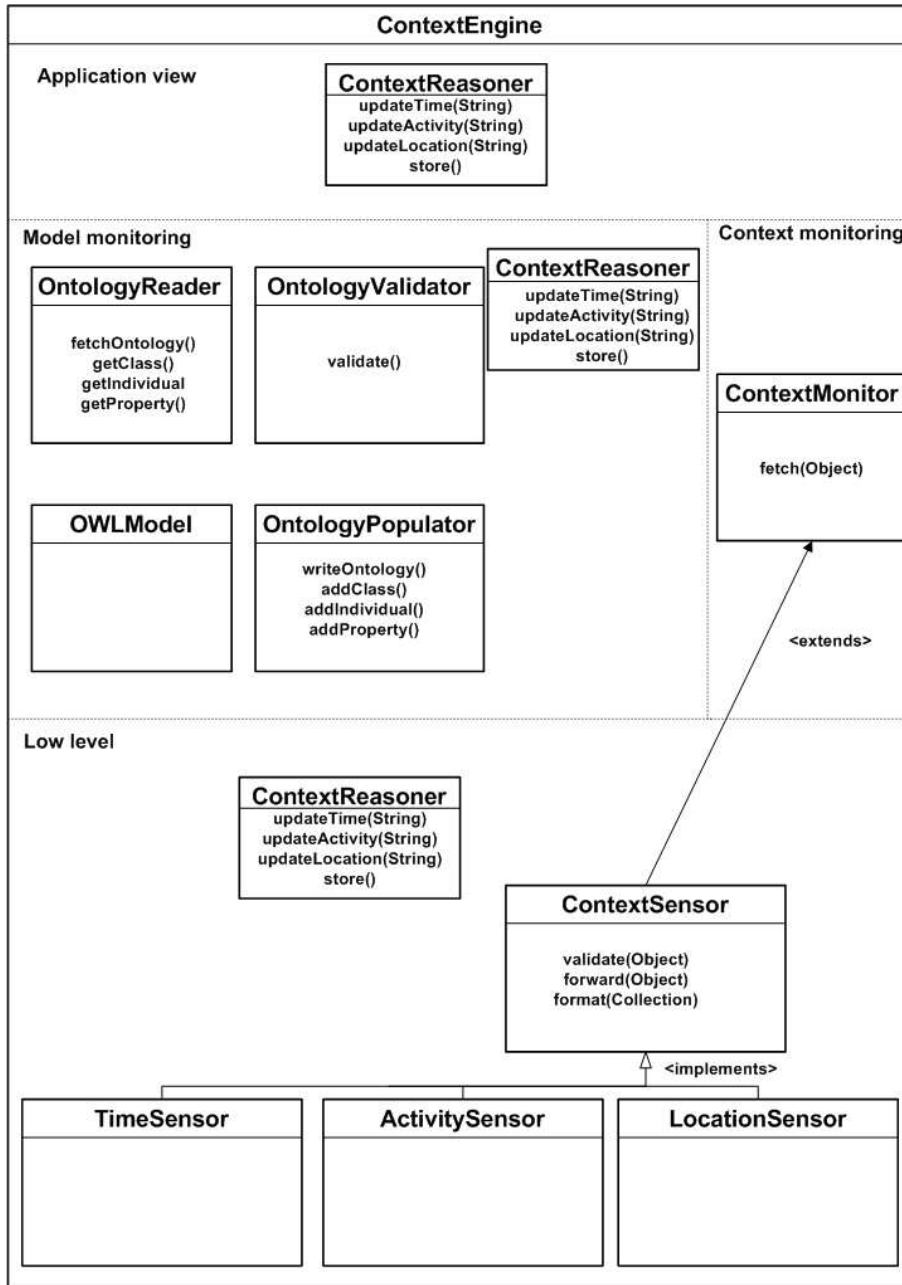 ContextEngine
Application view
ContextReasoner
updateTime(String)
updateActivity(String)
updateLocation(String)
store()
Model monitoring
OntologyReader
fetchOntology()
getClass()
getIndividual
getProperty()
OntologyValidator
validate()
ContextReasoner
updateTime(String)
updateActivity(String)
updateLocation(String)
store()
Context monitoring
ContextMonitor
fetch(Object)
OWLModel
OntologyPopulator
writeOntology()
addClass()
addIndividual()
addProperty()
<extends>
Low level
ContextReasoner
updateTime(String)
updateActivity(String)
updateLocation(String)
store()
ContextSensor
validate(Object)
forward(Object)
format(Collection)
<implements>
TimeSensor
ActivitySensor
LocationSensor